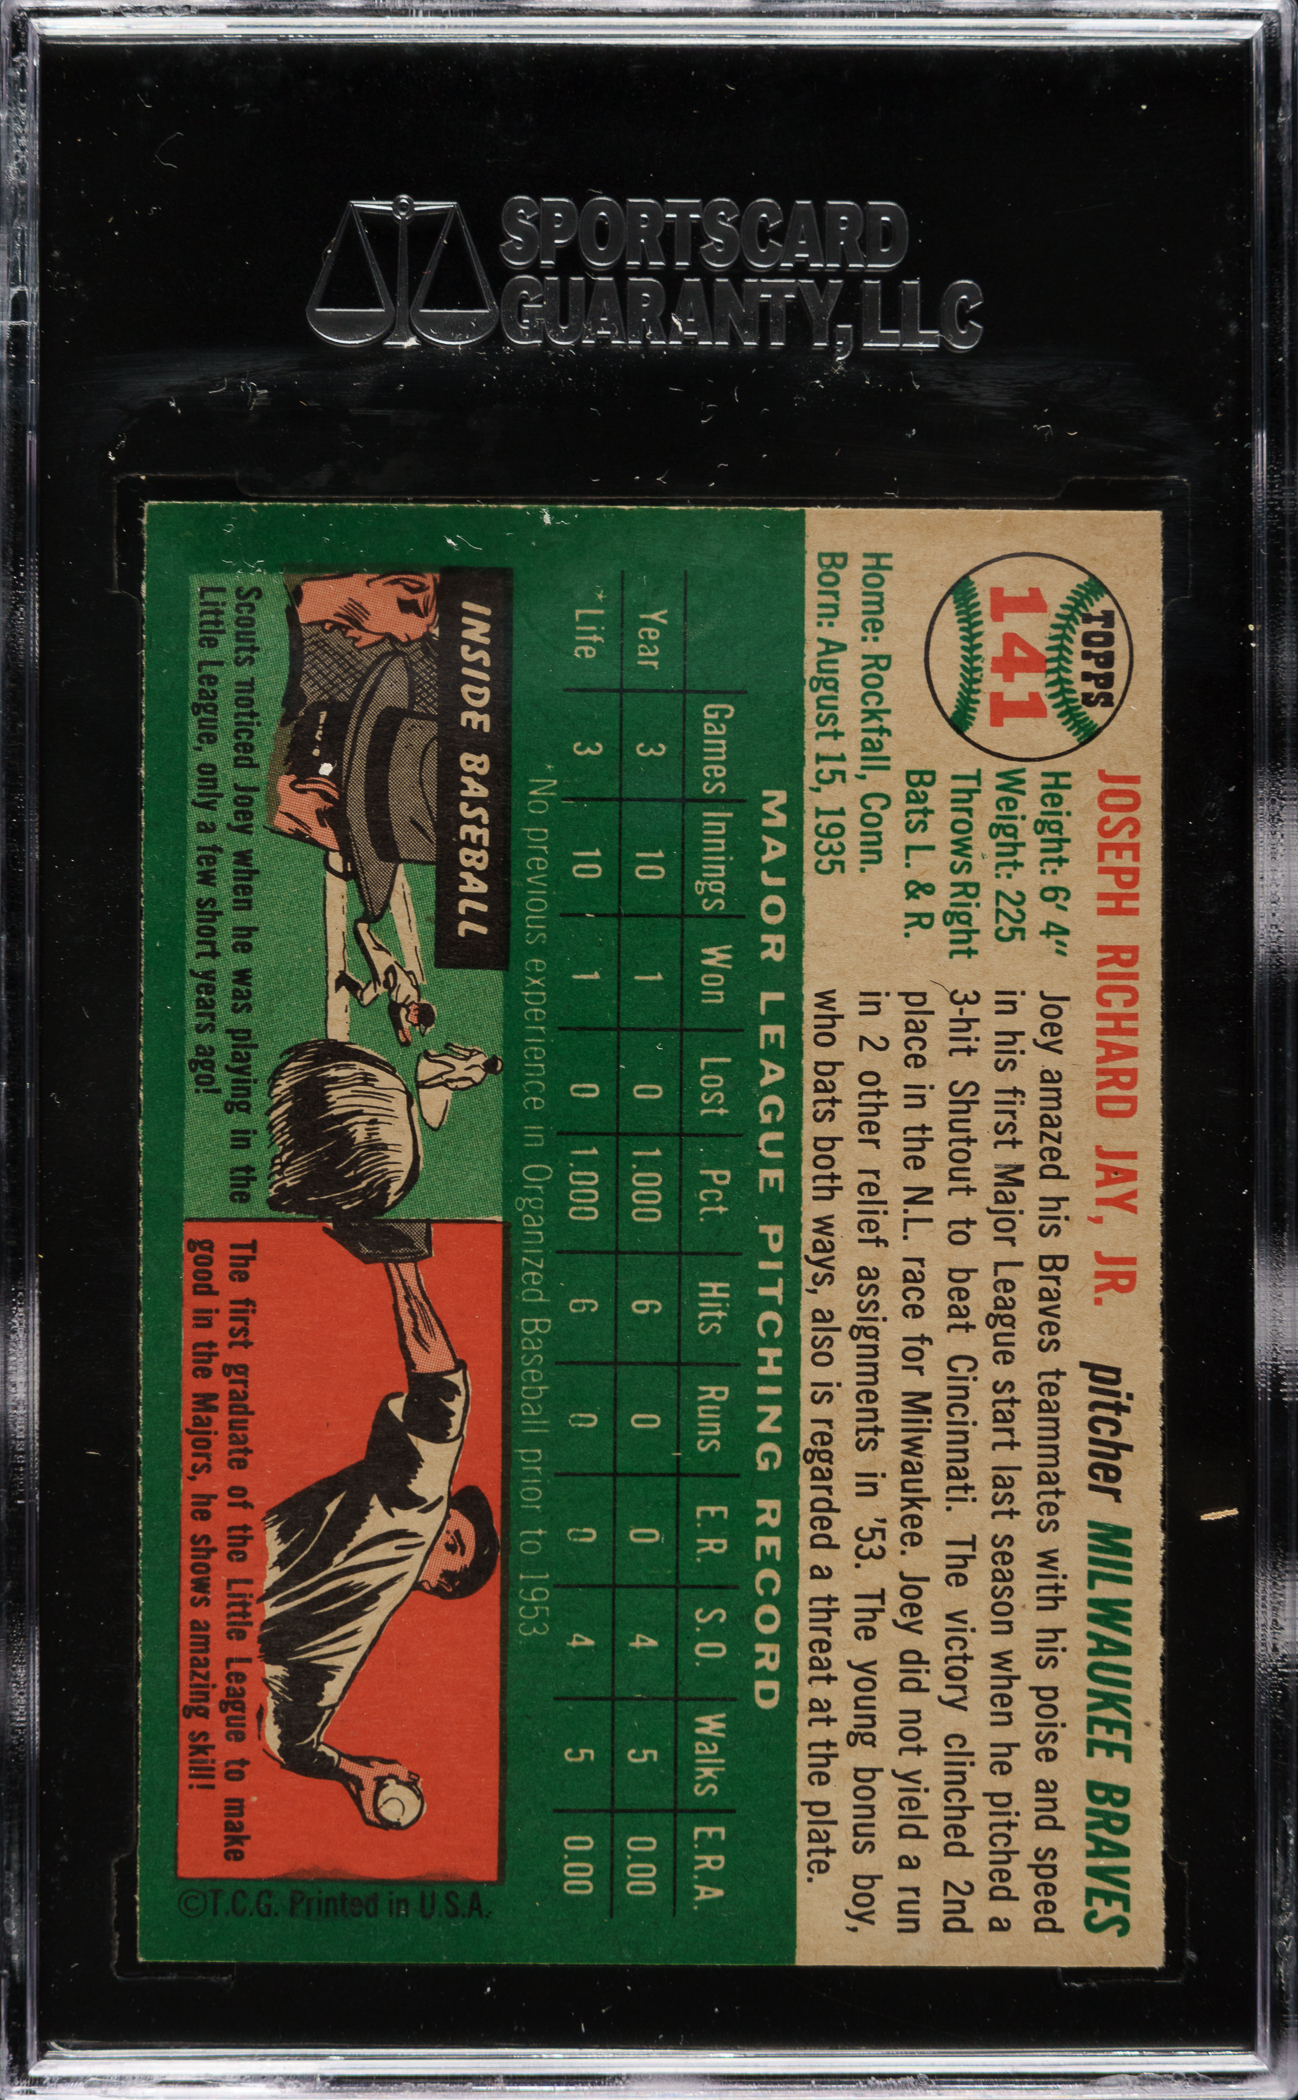 SPORTSCARD
GUARANTY, LLC
TOPPS
141
JOSEPH RICHARD JAY, JR. pitcher MILWAUKEE BRAVES
Height: 6' 4"
Weight: 225
Throws Right
Bats L. & R.
Home: Rockfall, Conn.
Born: August 15, 1935
Joey amazed his Braves teammates with his poise and speed
in his first Major League start last season when he pitched a
3-hit Shutout to beat Cincinnati. The victory clinched 2nd
place in the N.L. race for Milwaukee. Joey did not yield a run
in 2 other relief assignments in '53. The young bonus boy,
who bats both ways, also is regarded a threat at the plate.
MAJOR LEAGUE PITCHING RECORD
Games Innings Won Lost Pct. Hits Runs E.R. S.O. Walks E.R.A.
Year 3 10 1 0 1.000 6 0 0 4 5 0.00
*Life 3 10 1 0 1.000 6 0 0 4 5 0.00
*No previous experience in Organized Baseball prior to 1953.
INSIDE BASEBALL
Scouts noticed Joey when he was playing in the
Little League, only a few short years ago!
The first graduate of the Little League to make
good in the Majors, he shows amazing skill!
©T.C.G. Printed in U.S.A.